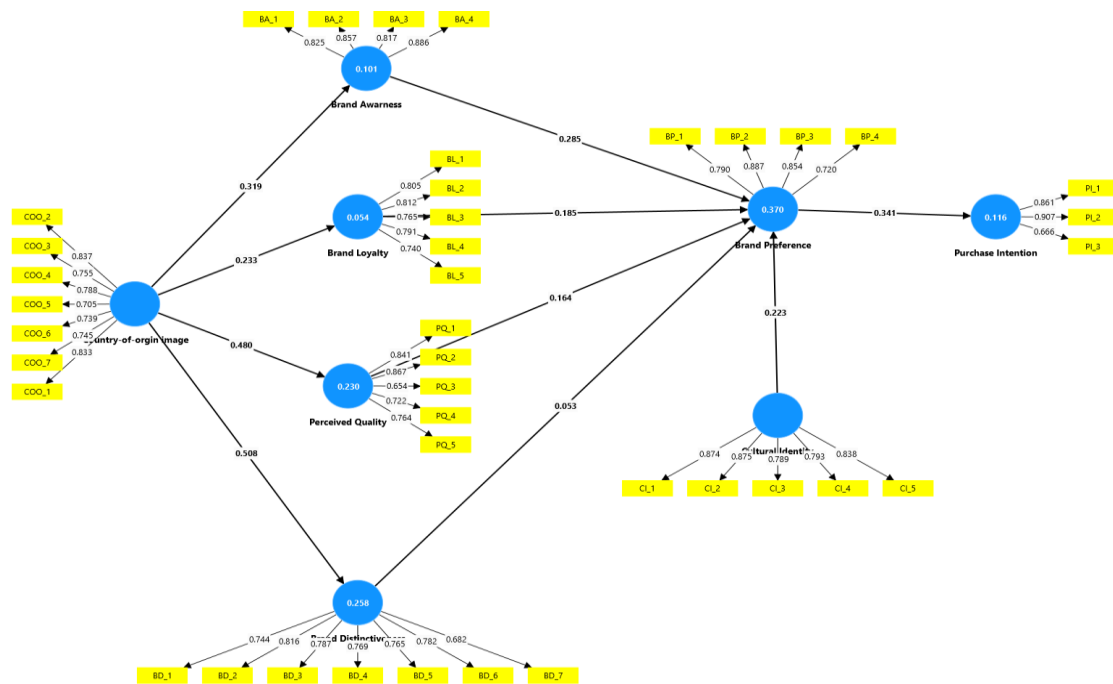 BA_1 BA_2 BA_3 BA_4
0.825 0.857 0.817 0.886
0.101
Brand Awarness
0.285
0.319
BL_1
BL_2
BL_3
BL_4
BL_5
0.805
0.812
0.765
0.791
0.740
0.054
Brand Loyalty
0.185
0.233
BP_1 BP_2 BP_3 BP_4
0.790 0.887 0.854 0.720
0.370
Brand Preference
0.341
PI_1
PI_2
PI_3
0.861
0.907
0.666
0.116
Purchase Intention
COO_2
COO_3
COO_4
COO_5
COO_6
COO_7
COO_1
0.837
0.755
0.788
0.705
0.739
0.745
0.833
untry-of-orgin image
0.480
0.164
PQ_1
PQ_2
PQ_3
PQ_4
PQ_5
0.841
0.867
0.654
0.722
0.764
0.230
Perceived Quality
0.223
0.053
0.508
0.874 0.875 0.789 0.793 0.838
CI_1 CI_2 CI_3 CI_4 CI_5
0.258
0.744 0.816 0.787 0.769 0.765 0.782 0.682
BD_1 BD_2 BD_3 BD_4 BD_5 BD_6 BD_7